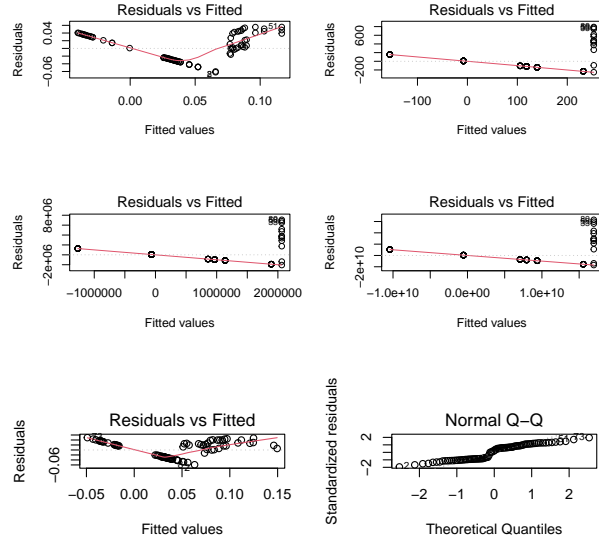 Residuals vs Fitted
Residuals
−0.06
0.04
51
8
0.00
0.05
0.10
Fitted values
Residuals vs Fitted
Residuals
−200
600
−100
0
100
200
Fitted values
Residuals vs Fitted
Residuals
−2e+06
8e+06
−1000000
0
1000000
2000000
Fitted values
Residuals vs Fitted
Residuals
−2e+10
−1.0e+10
0.0e+00
1.0e+10
Fitted values
Residuals vs Fitted
Residuals
−0.06
73
2
−0.05
0.00
0.05
0.10
0.15
Fitted values
Normal Q−Q
Standardized residuals
−2
2
2
73
−2
−1
0
1
2
Theoretical Quantiles